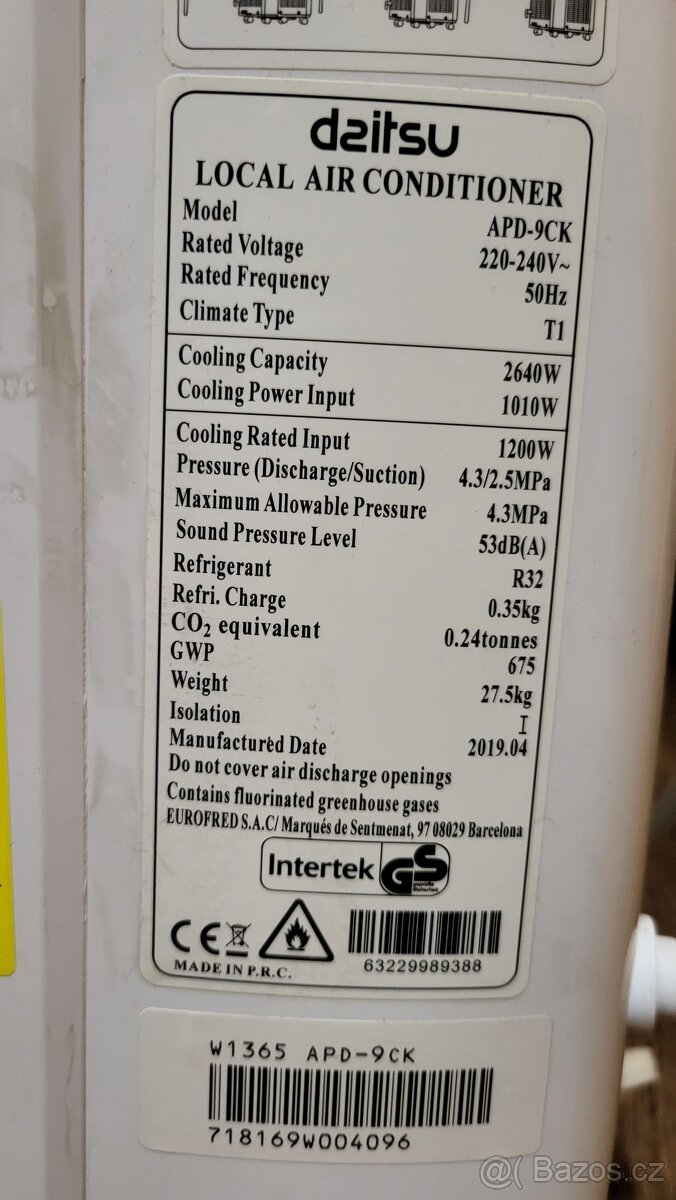 daitsu
LOCAL AIR CONDITIONER
Model APD-9CK
Rated Voltage 220-240V~
Rated Frequency 50Hz
Climate Type T1
Cooling Capacity 2640W
Cooling Power Input 1010W
Cooling Rated Input 1200W
Pressure (Discharge/Suction) 4.3/2.5MPa
Maximum Allowable Pressure 4.3MPa
Sound Pressure Level 53dB(A)
Refrigerant R32
Refri. Charge 0.35kg
CO₂ equivalent 0.24tonnes
GWP 675
Weight 27.5kg
Isolation I
Manufactured Date 2019.04
Do not cover air discharge openings
Contains fluorinated greenhouse gases
EUROFRED S.A.C/ Marqués de Sentmenat, 97 08029 Barcelona
Intertek GS
geprüfte Sicherheit
CE
MADE IN P.R.C. 63229989388
W1365 APD-9CK
718169W004096
@( Bazos.cz